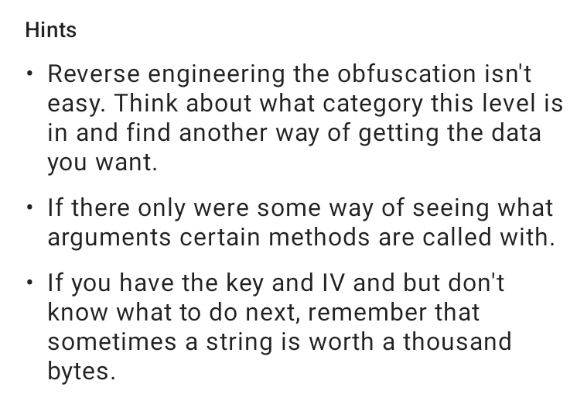 Hints
• Reverse engineering the obfuscation isn't
easy. Think about what category this level is
in and find another way of getting the data
you want.
• If there only were some way of seeing what
arguments certain methods are called with.
• If you have the key and IV and but don't
know what to do next, remember that
sometimes a string is worth a thousand
bytes.